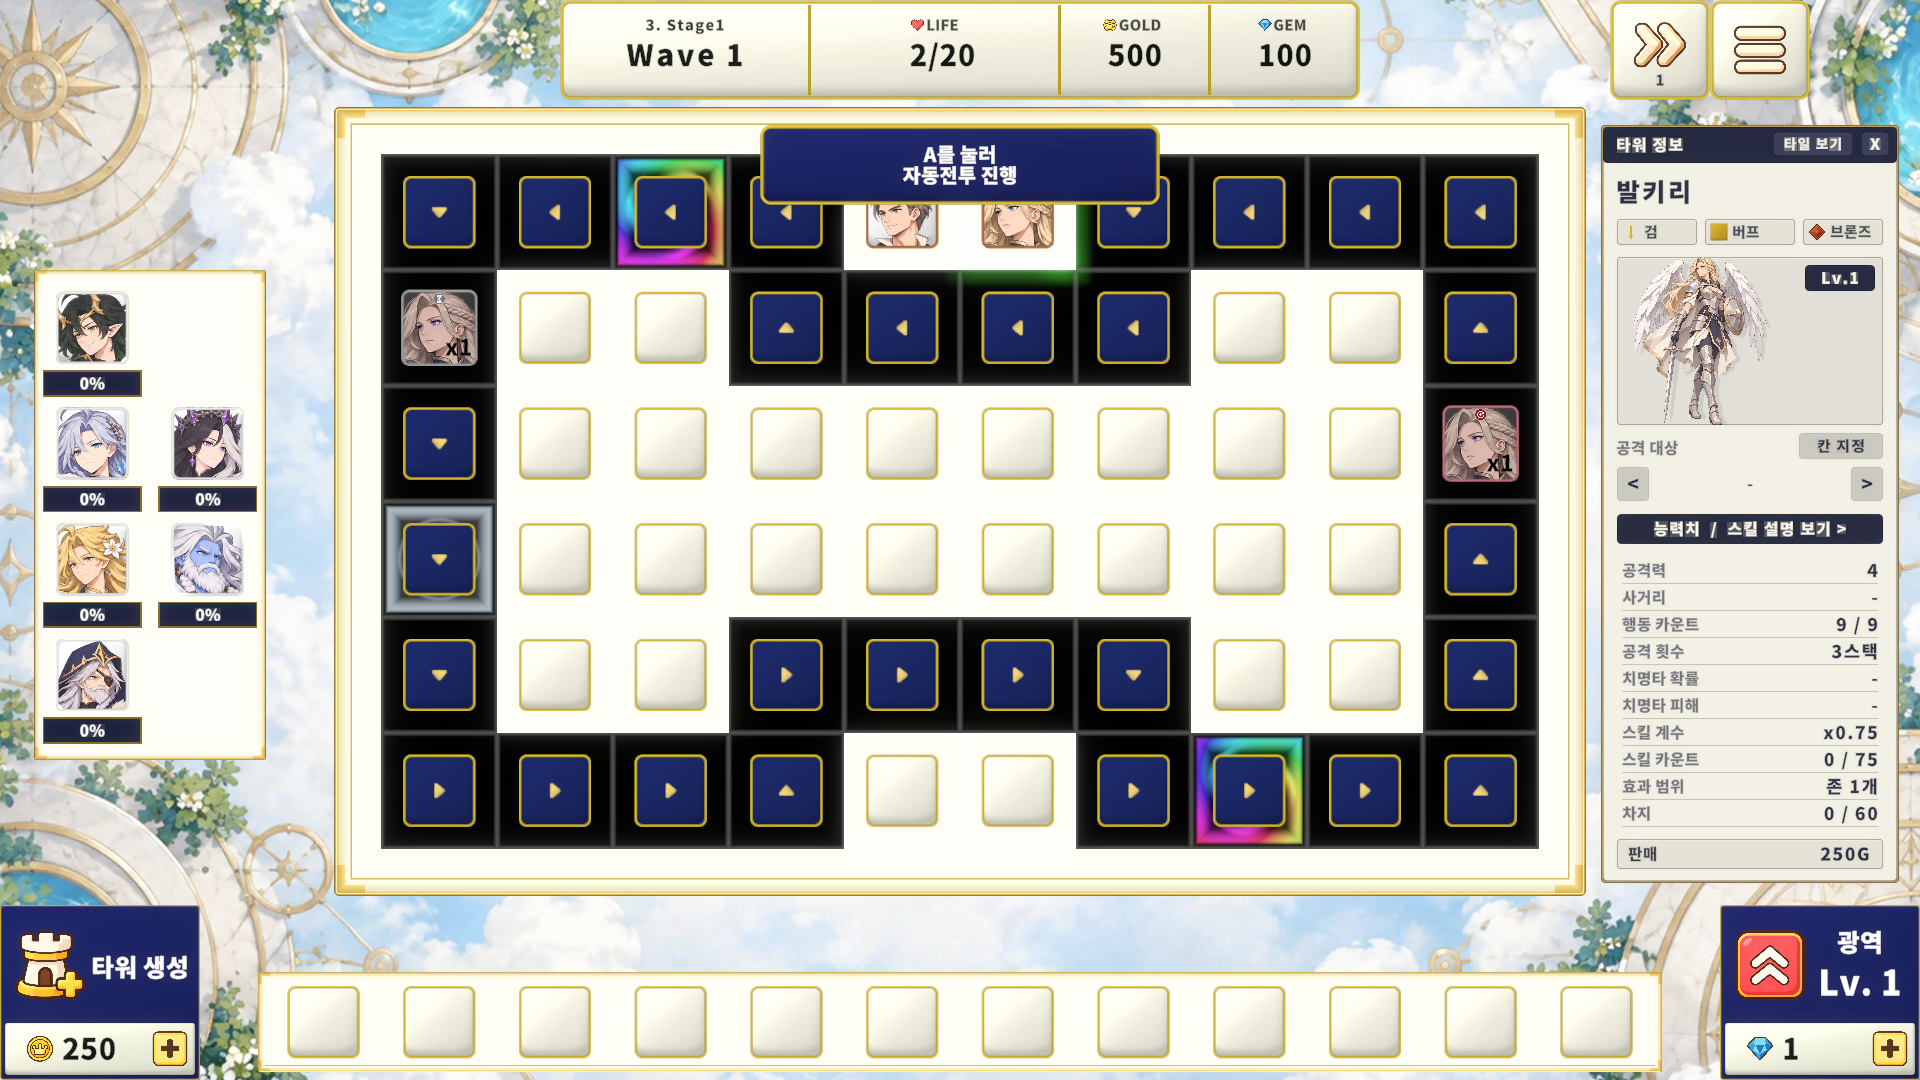 3. Stage1
Wave 1
LIFE
2/20
GOLD
500
GEM
100
1
A를 눌러
자동전투 진행
x1
x1
0%
0%
0%
0%
0%
0%
타워 정보
타일 보기
X
발키리
검
버프
브론즈
Lv.1
공격 대상
칸 지정
<
-
>
능력치 / 스킬 설명 보기 >
공격력 4
사거리 -
행동 카운트 9 / 9
공격 횟수 3스택
치명타 확률 -
치명타 피해 -
스킬 계수 x0.75
스킬 카운트 0 / 75
효과 범위 존 1개
차지 0 / 60
판매 250G
타워 생성
250
광역
Lv. 1
1